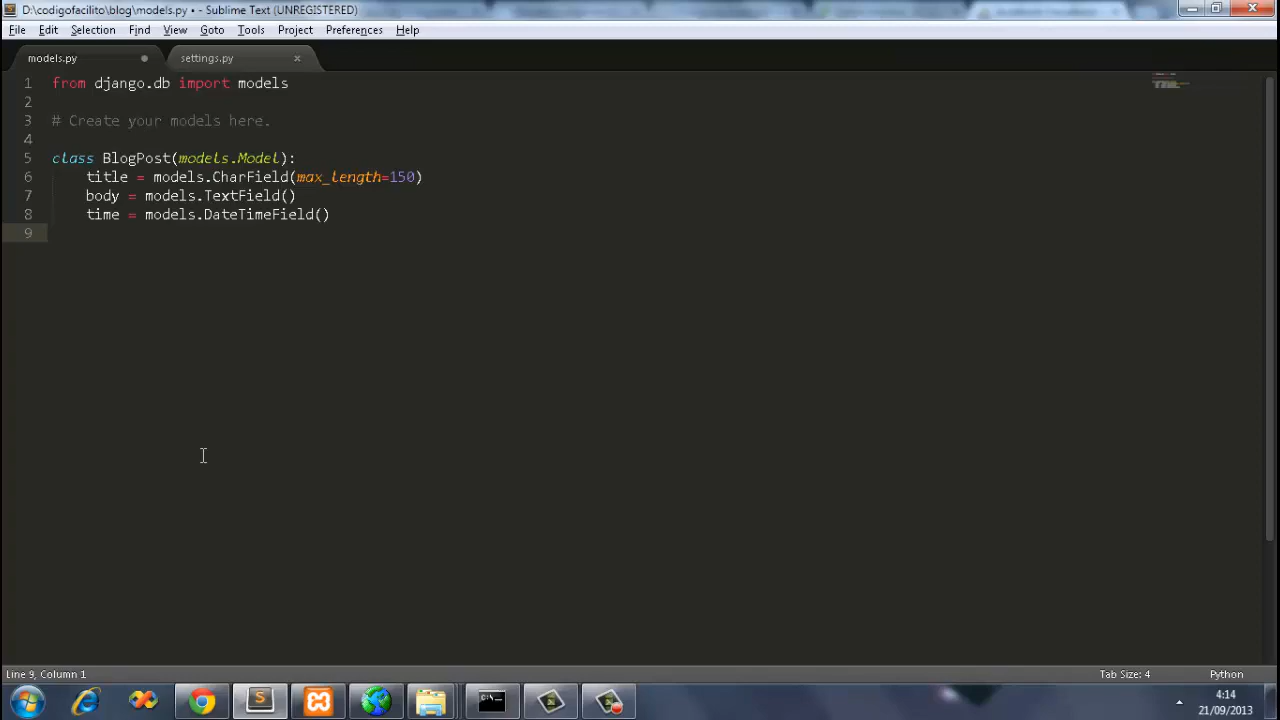 D:\codigofacilito\blog\models.py • - Sublime Text (UNREGISTERED)
File Edit Selection Find View Goto Tools Project Preferences Help
models.py settings.py
1 from django.db import models
2
3 # Create your models here.
4
5 class BlogPost(models.Model):
6 title = models.CharField(max_length=150)
7 body = models.TextField()
8 time = models.DateTimeField()
9
Line 9, Column 1 Tab Size: 4 Python
4:14
21/09/2013